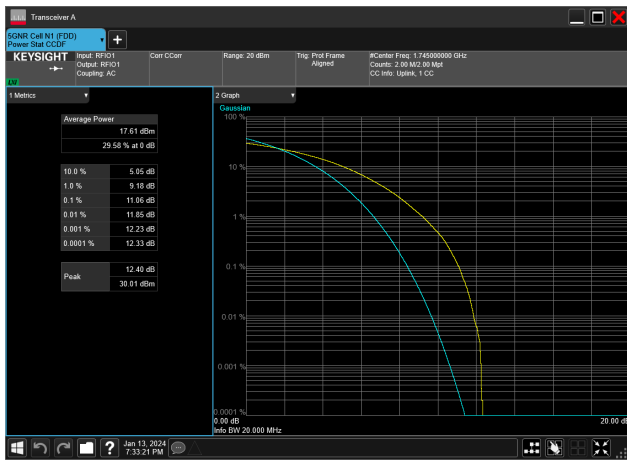 Transceiver A
5GNR Cell N1 (FDD)
Power Stat CCDF
+
KEYSIGHT
LXI
Input: RFIO1
Output: RFIO1
Coupling: AC
Corr CCorr
Range: 20 dBm
Trig: Prot Frame
Aligned
#Center Freq: 1.745000000 GHz
Counts: 2.00 M/2.00 Mpt
CC Info: Uplink, 1 CC
1 Metrics
Average Power
17.61 dBm
29.58 % at 0 dB
10.0 % 5.05 dB
1.0 % 9.18 dB
0.1 % 11.06 dB
0.01 % 11.85 dB
0.001 % 12.23 dB
0.0001 % 12.33 dB
Peak 12.40 dB
30.01 dBm
2 Graph
Gaussian
100 %
10 %
1 %
0.1 %
0.01 %
0.001 %
0.0001 %
0.00 dB 20.00 dB
Info BW 20.000 MHz
?
Jan 13, 2024
7:33:21 PM